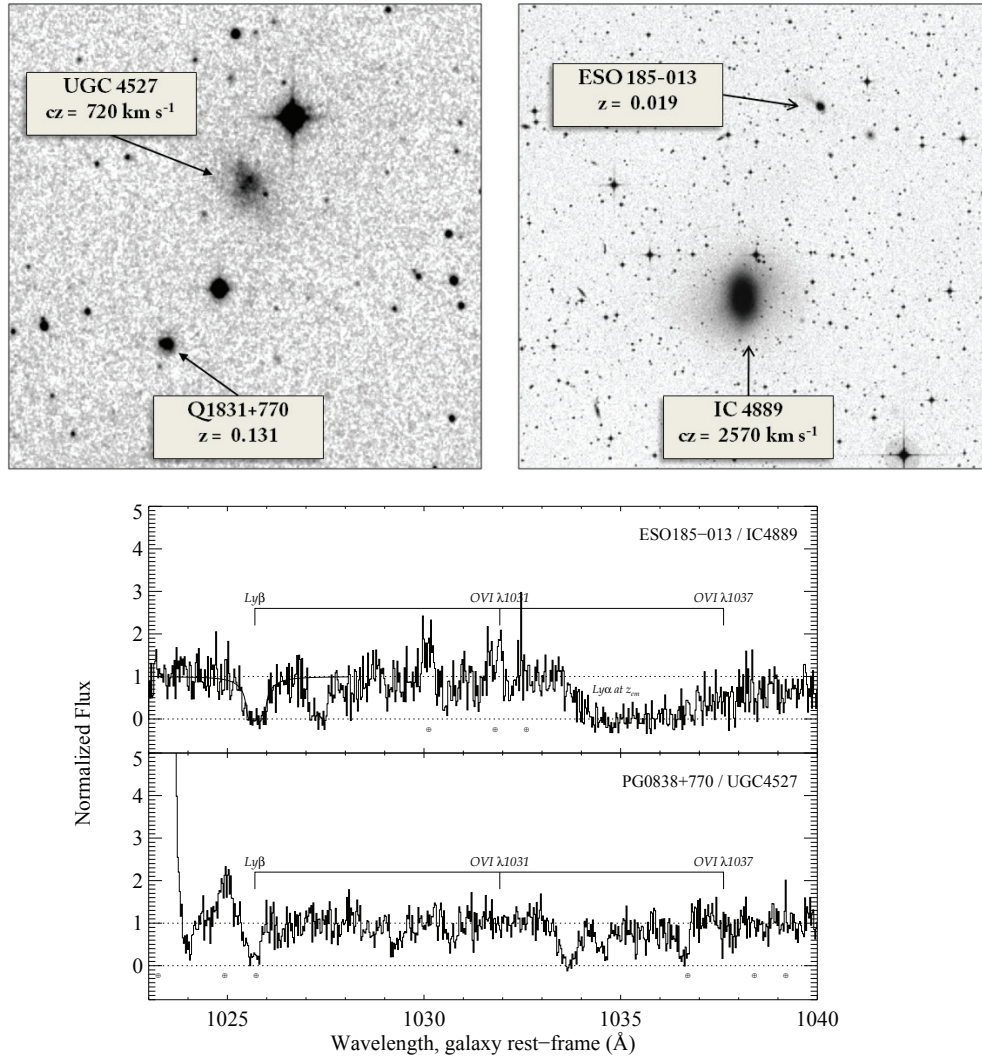 UGC 4527
cz = 720 km s-1
Q1831+770
z = 0.131
ESO 185-013
z = 0.019
IC 4889
cz = 2570 km s-1
ESO185−013 / IC4889
Lyβ
OVI λ1031
OVI λ1037
Lyα at zem
5
4
3
2
1
0
PG0838+770 / UGC4527
Lyβ
OVI λ1031
OVI λ1037
5
4
3
2
1
0
Normalized Flux
1025
1030
1035
1040
Wavelength, galaxy rest−frame (Å)